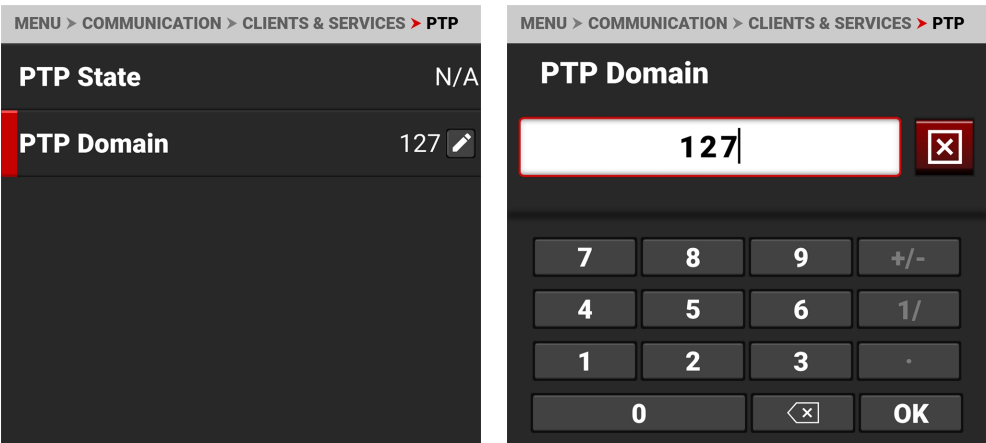 MENU > COMMUNICATION > CLIENTS & SERVICES > PTP
PTP State N/A
PTP Domain 127
MENU > COMMUNICATION > CLIENTS & SERVICES > PTP
PTP Domain
127
7 8 9 +/-
4 5 6 1/
1 2 3 .
0 OK